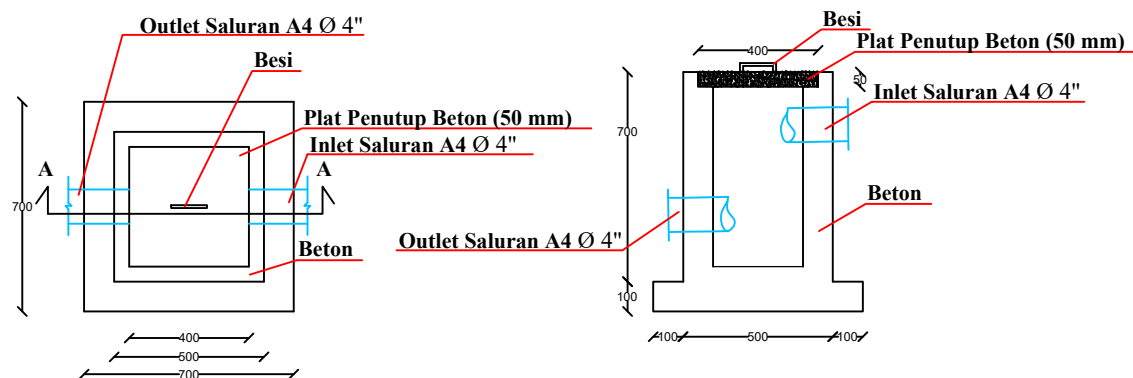 Outlet Saluran A4 Ø 4"
Besi
Plat Penutup Beton (50 mm)
Inlet Saluran A4 Ø 4"
A
A
700
Beton
400
500
700
Besi
400
Plat Penutup Beton (50 mm)
50
Inlet Saluran A4 Ø 4"
700
Beton
Outlet Saluran A4 Ø 4"
100
100
500
100